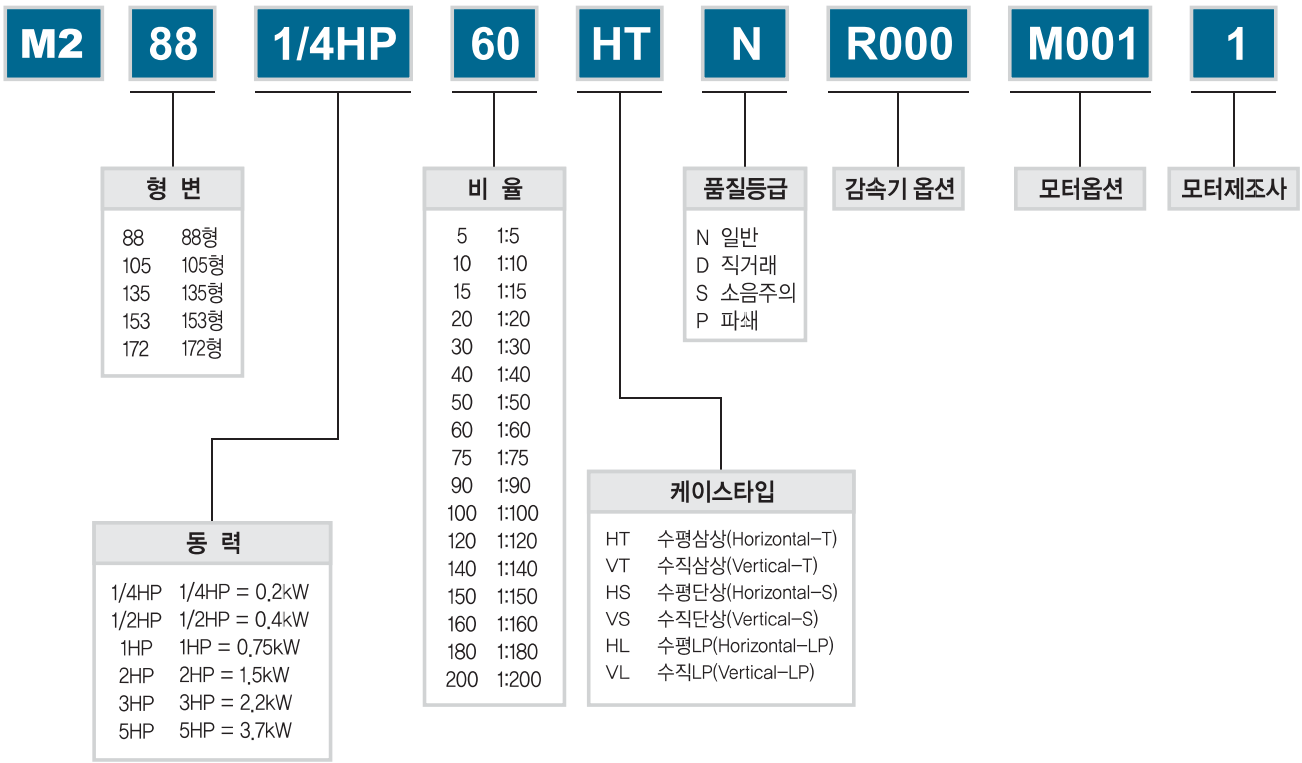 M2 88 1/4HP 60 HT N R000 M001 1
형 변
88 88형
105 105형
135 135형
153 153형
172 172형
비 율
5 1:5
10 1:10
15 1:15
20 1:20
30 1:30
40 1:40
50 1:50
60 1:60
75 1:75
90 1:90
100 1:100
120 1:120
140 1:140
150 1:150
160 1:160
180 1:180
200 1:200
품질등급
N 일반
D 직거래
S 소음주의
P 파쇄
감속기 옵션
모터옵션
모터제조사
동 력
1/4HP 1/4HP = 0.2kW
1/2HP 1/2HP = 0.4kW
1HP 1HP = 0.75kW
2HP 2HP = 1.5kW
3HP 3HP = 2.2kW
5HP 5HP = 3.7kW
케이스타입
HT 수평삼상(Horizontal-T)
VT 수직삼상(Vertical-T)
HS 수평단상(Horizontal-S)
VS 수직단상(Vertical-S)
HL 수평LP(Horizontal-LP)
VL 수직LP(Vertical-LP)